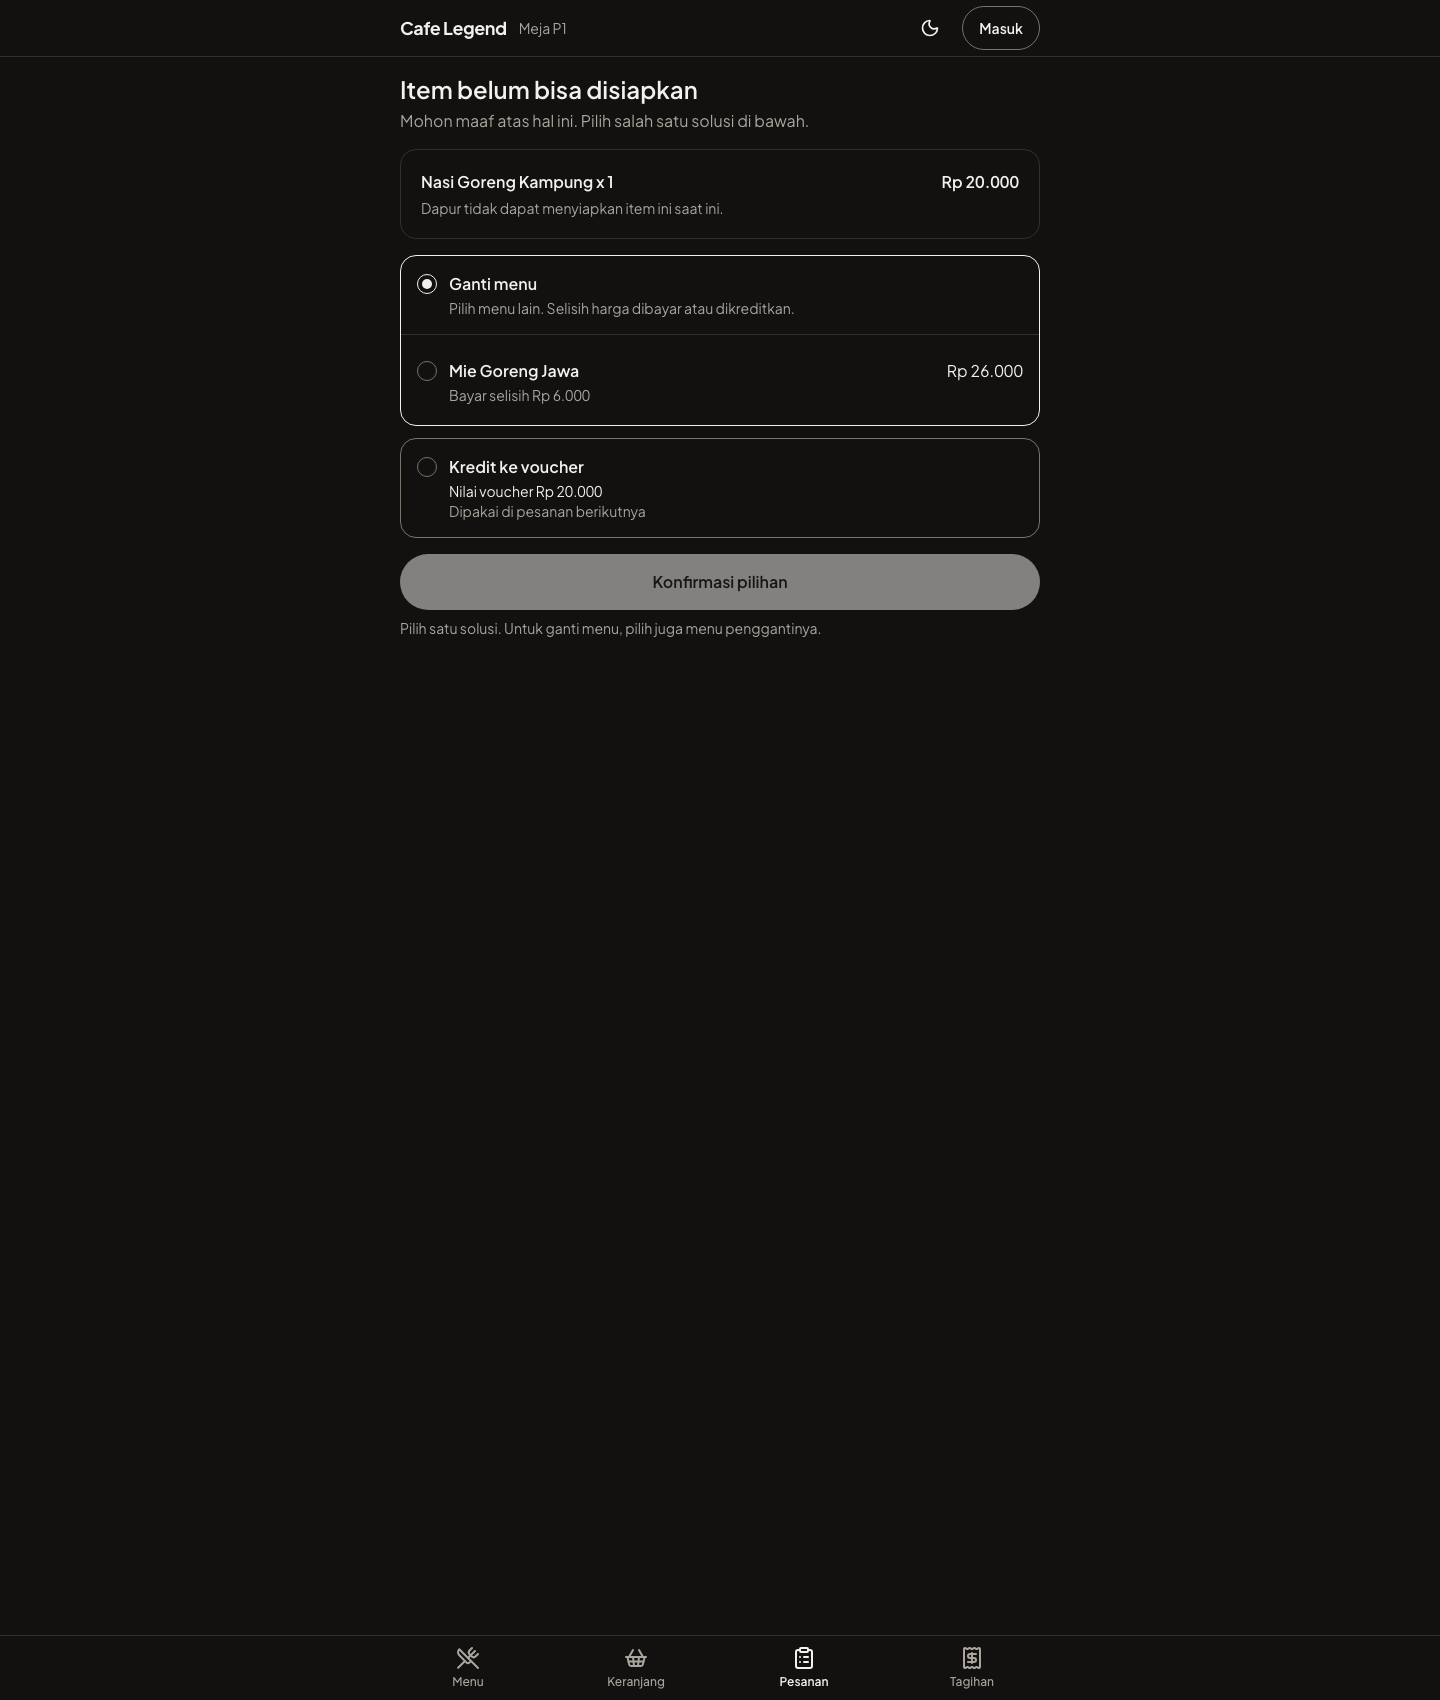 Cafe Legend Meja P1 Masuk
Item belum bisa disiapkan
Mohon maaf atas hal ini. Pilih salah satu solusi di bawah.
Nasi Goreng Kampung x 1 Rp 20.000
Dapur tidak dapat menyiapkan item ini saat ini.
Ganti menu
Pilih menu lain. Selisih harga dibayar atau dikreditkan.
Mie Goreng Jawa Rp 26.000
Bayar selisih Rp 6.000
Kredit ke voucher
Nilai voucher Rp 20.000
Dipakai di pesanan berikutnya
Konfirmasi pilihan
Pilih satu solusi. Untuk ganti menu, pilih juga menu penggantinya.
Menu Keranjang Pesanan Tagihan